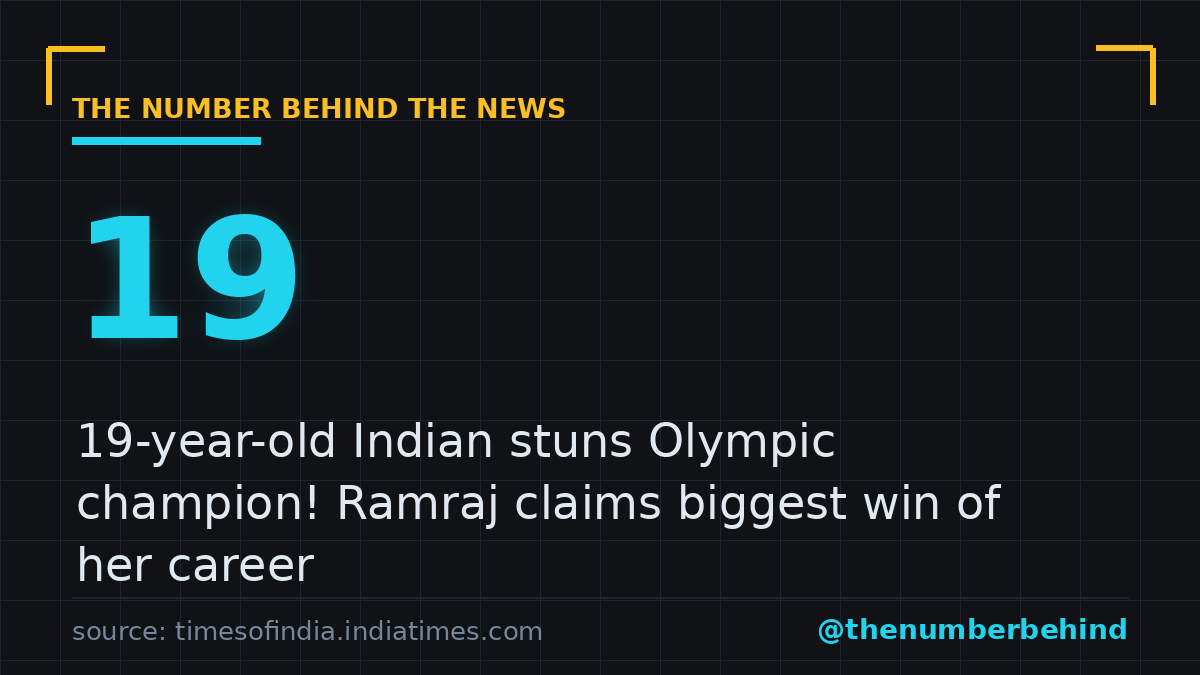 THE NUMBER BEHIND THE NEWS
19
19-year-old Indian stuns Olympic
champion! Ramraj claims biggest win of
her career
source: timesofindia.indiatimes.com
@thenumberbehind